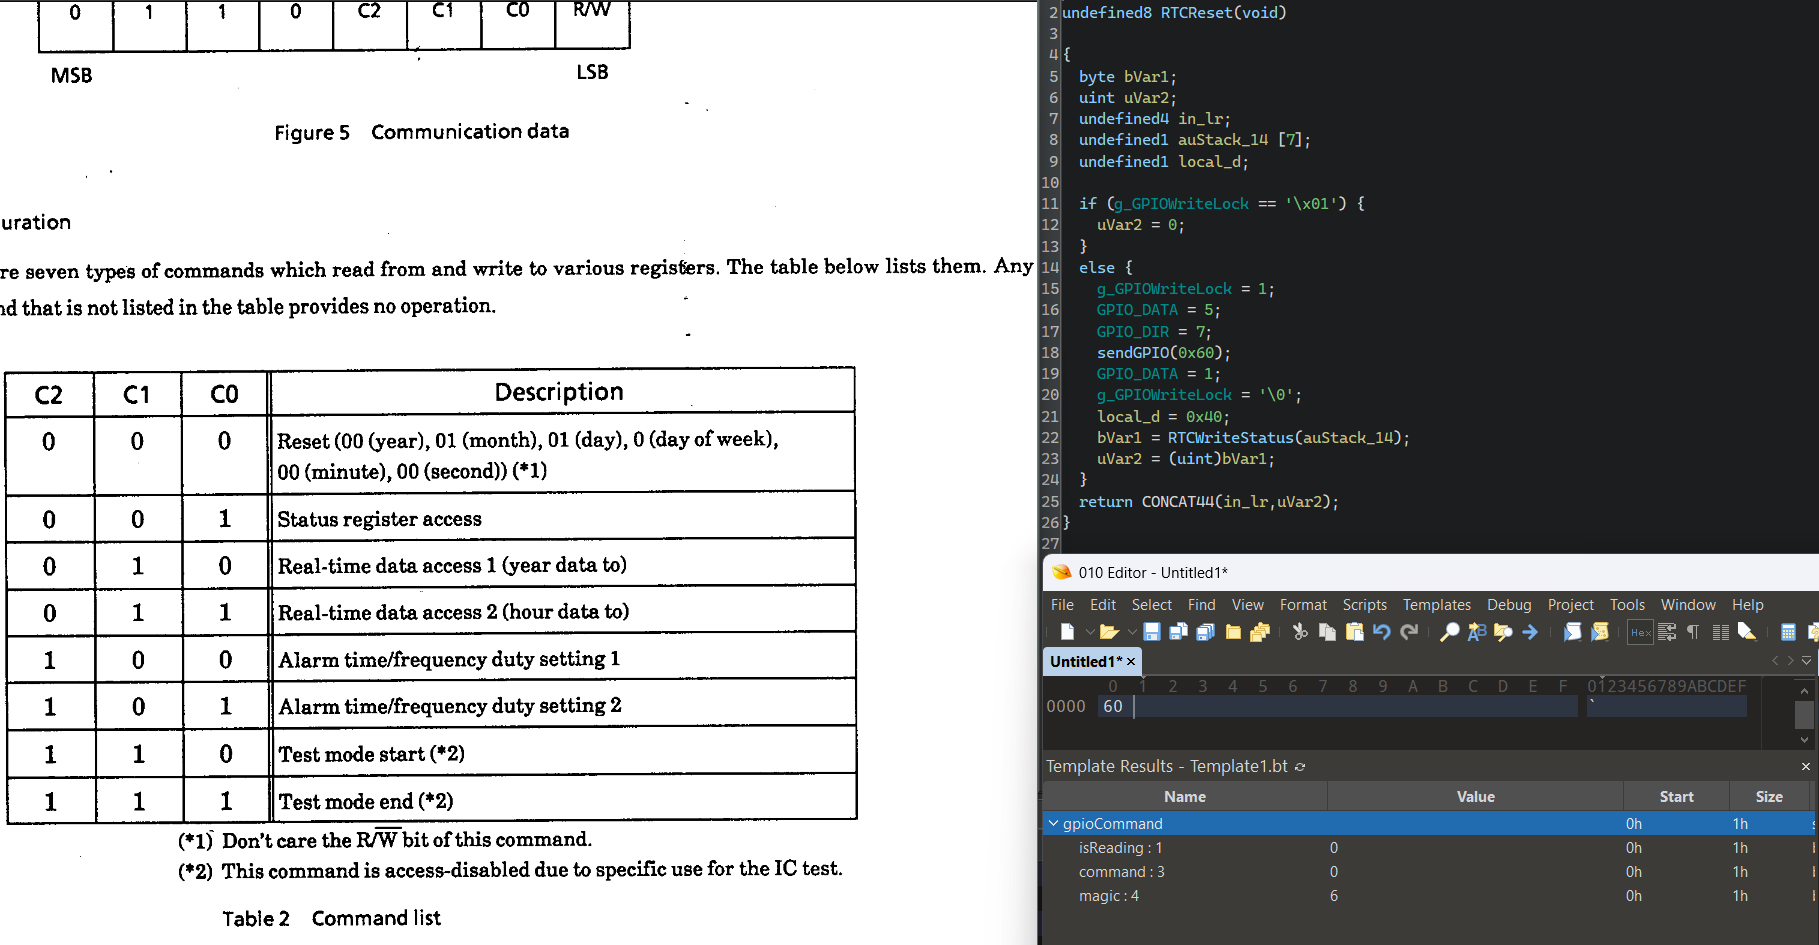 0 1 1 0 C2 C1 C0 R/W
MSB LSB
Figure 5 Communication data
uration
re seven types of commands which read from and write to various registers. The table below lists them. Any
nd that is not listed in the table provides no operation.
C2 C1 C0 Description
0 0 0 Reset (00 (year), 01 (month), 01 (day), 0 (day of week),
00 (minute), 00 (second)) (*1)
0 0 1 Status register access
0 1 0 Real-time data access 1 (year data to)
0 1 1 Real-time data access 2 (hour data to)
1 0 0 Alarm time/frequency duty setting 1
1 0 1 Alarm time/frequency duty setting 2
1 1 0 Test mode start (*2)
1 1 1 Test mode end (*2)
(*1) Don't care the R/W bit of this command.
(*2) This command is access-disabled due to specific use for the IC test.
Table 2 Command list
2 undefined8 RTCReset(void)
3
4 {
5 byte bVar1;
6 uint uVar2;
7 undefined4 in_lr;
8 undefined1 auStack_14 [7];
9 undefined1 local_d;
10
11 if (g_GPIOWriteLock == '\x01') {
12 uVar2 = 0;
13 }
14 else {
15 g_GPIOWriteLock = 1;
16 GPIO_DATA = 5;
17 GPIO_DIR = 7;
18 sendGPIO(0x60);
19 GPIO_DATA = 1;
20 g_GPIOWriteLock = '\0';
21 local_d = 0x40;
22 bVar1 = RTCWriteStatus(auStack_14);
23 uVar2 = (uint)bVar1;
24 }
25 return CONCAT44(in_lr,uVar2);
26 }
27
010 Editor - Untitled1*
File Edit Select Find View Format Scripts Templates Debug Project Tools Window Help
Hex
Untitled1* ×
0 1 2 3 4 5 6 7 8 9 A B C D E F 0123456789ABCDEF
0000 60 `
Template Results - Template1.bt
Name Value Start Size
gpioCommand 0h 1h
isReading : 1 0 0h 1h
command : 3 0 0h 1h
magic : 4 6 0h 1h